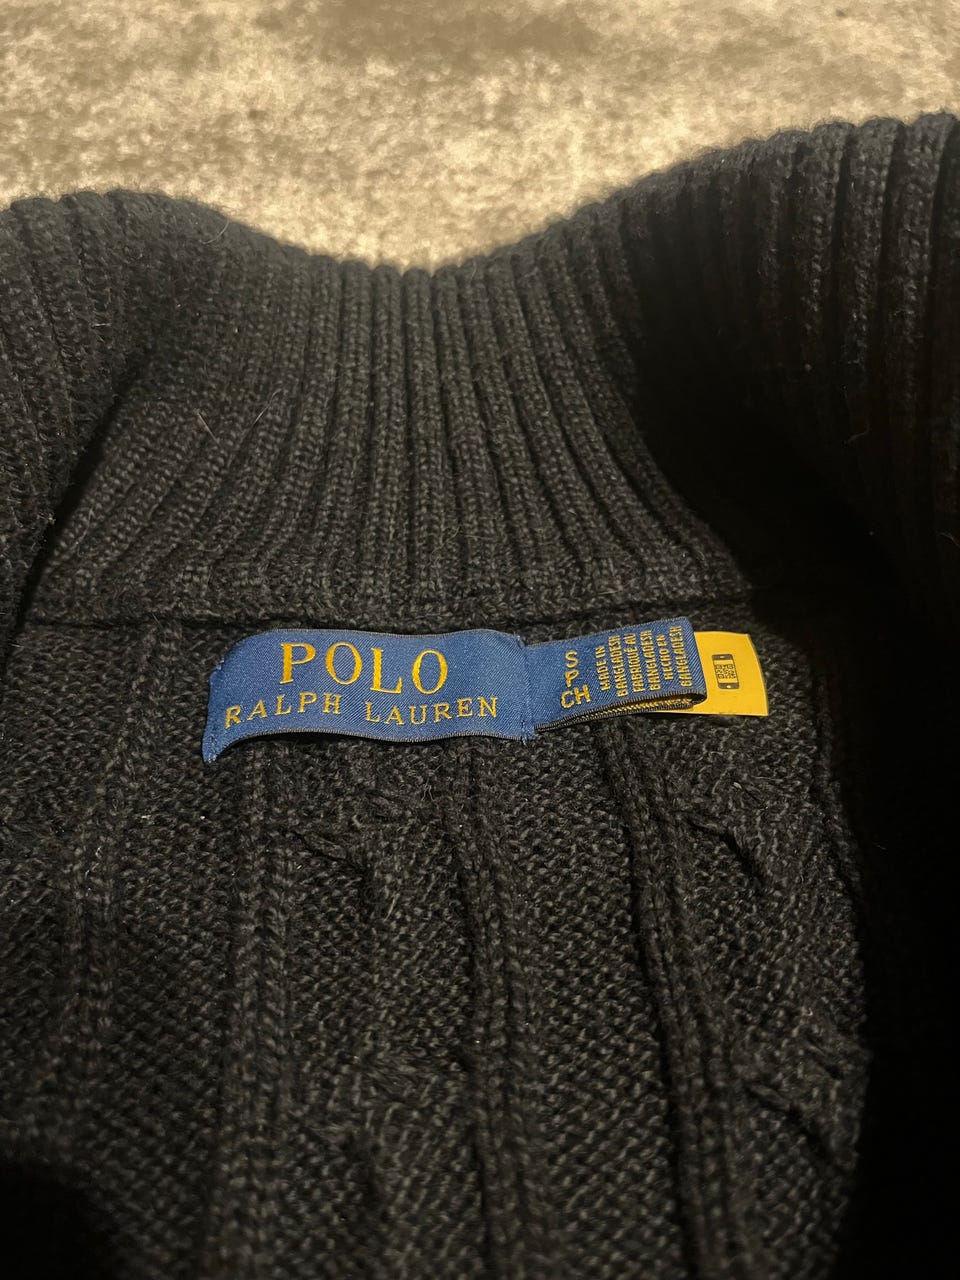 POLO
RALPH LAUREN
S
P
CH
MADE IN
BANGLADESH
FABRIQUÉ AU
BANGLADESH
HECHO EN
BANGLADESH